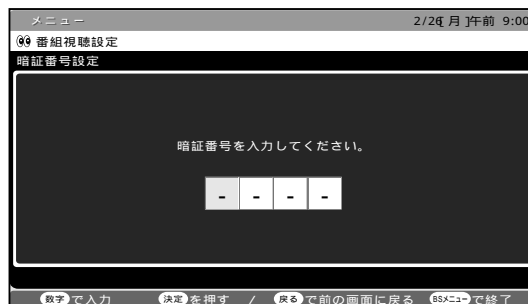 メニュー 2/26[月]午前 9:00
番組視聴設定
暗証番号設定
暗証番号を入力してください。
- - - -
数字で入力 決定を押す / 戻るで前の画面に戻る BSメニューで終了